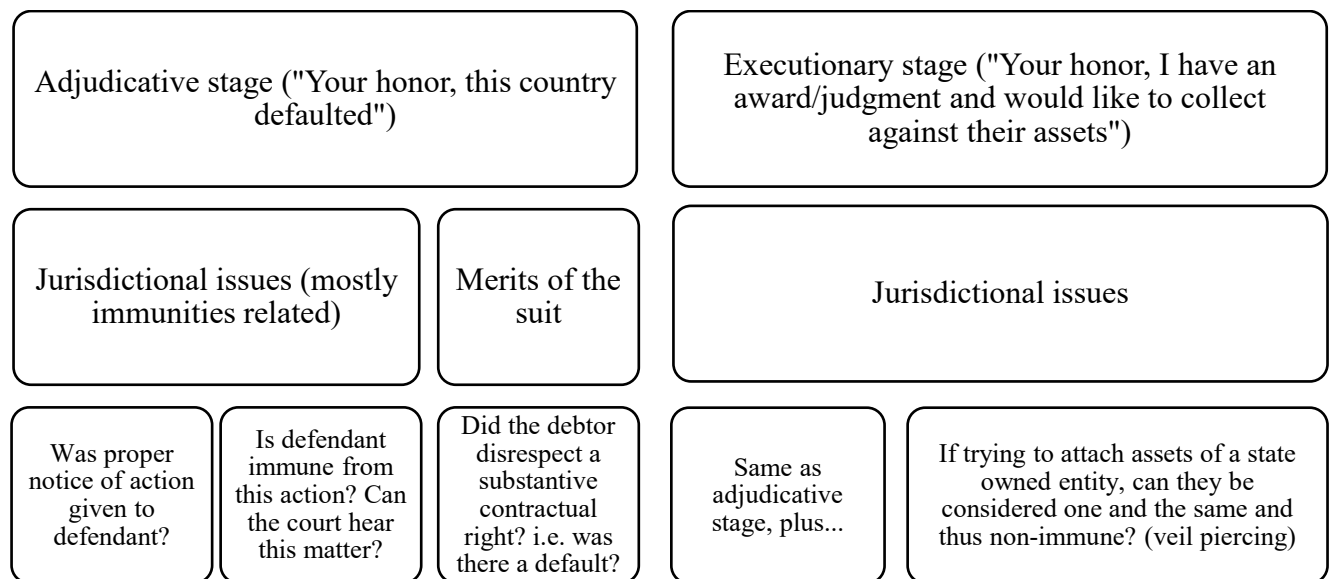 Adjudicative stage ("Your honor, this country
defaulted")
Executionary stage ("Your honor, I have an
award/judgment and would like to collect
against their assets")
Jurisdictional issues (mostly
immunities related)
Merits of the
suit
Jurisdictional issues
Was proper
notice of action
given to
defendant?
Is defendant
immune from
this action? Can
the court hear
this matter?
Did the debtor
disrespect a
substantive
contractual
right? i.e. was
there a default?
Same as
adjudicative
stage, plus...
If trying to attach assets of a state
owned entity, can they be
considered one and the same and
thus non-immune? (veil piercing)